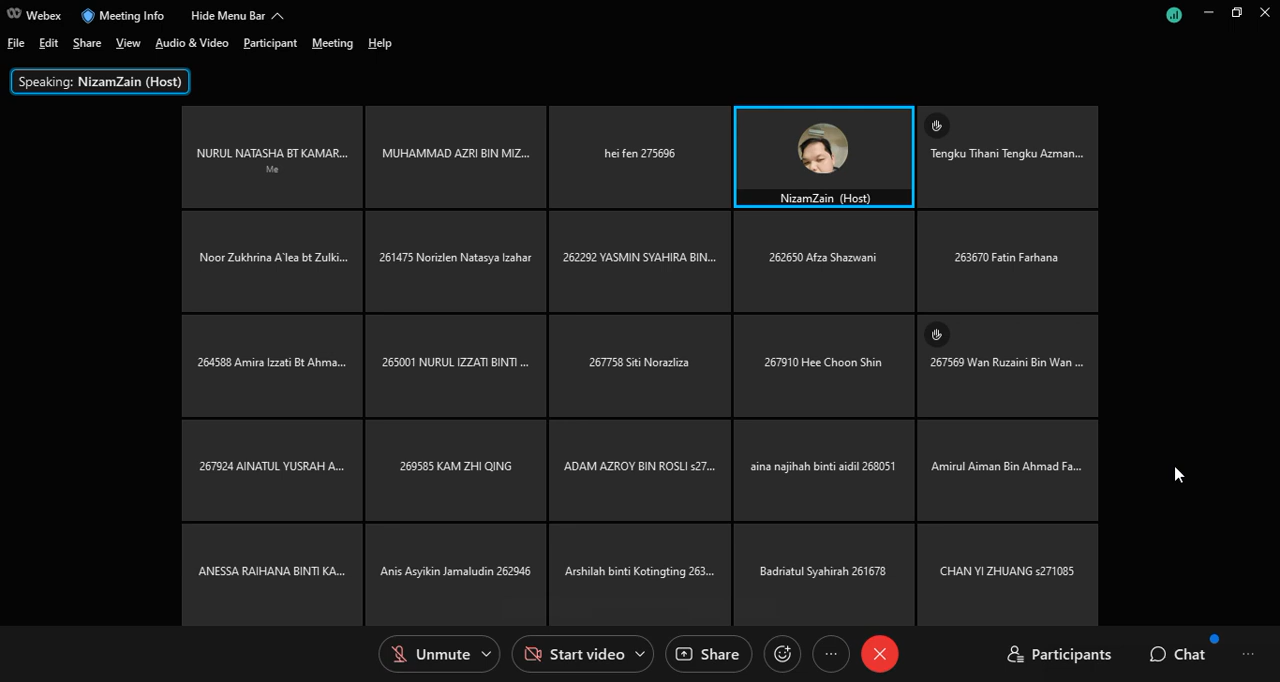 Webex Meeting Info Hide Menu Bar
File Edit Share View Audio & Video Participant Meeting Help
Speaking: NizamZain (Host)
NURUL NATASHA BT KAMAR... MUHAMMAD AZRI BIN MIZ... hei fen 275696 Tengku Tihani Tengku Azman...
Me
NizamZain (Host)
Noor Zukhrina A`lea bt Zulki... 261475 Norizlen Natasya Izahar 262292 YASMIN SYAHIRA BIN... 262650 Afza Shazwani 263670 Fatin Farhana
264588 Amira Izzati Bt Ahma... 265001 NURUL IZZATI BINTI ... 267758 Siti Norazliza 267910 Hee Choon Shin 267569 Wan Ruzaini Bin Wan ...
267924 AINATUL YUSRAH A... 269585 KAM ZHI QING ADAM AZROY BIN ROSLI s27... aina najihah binti aidil 268051 Amirul Aiman Bin Ahmad Fa...
ANESSA RAIHANA BINTI KA... Anis Asyikin Jamaludin 262946 Arshilah binti Kotingting 263... Badriatul Syahirah 261678 CHAN YI ZHUANG s271085
Unmute Start video Share Participants Chat